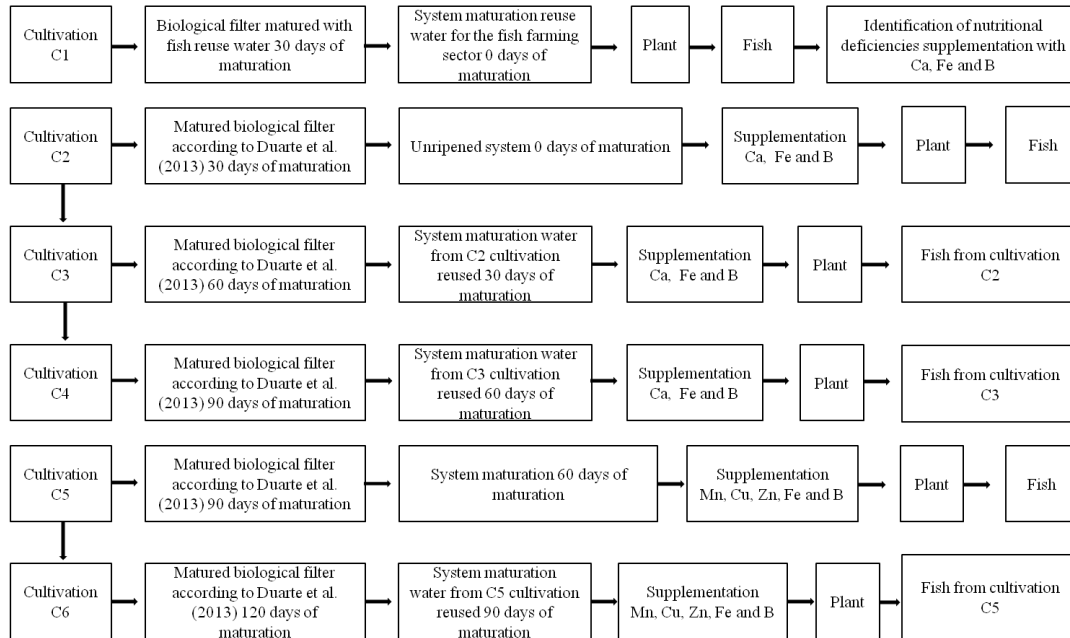 Cultivation
C1
Biological filter matured with
fish reuse water 30 days of
maturation
System maturation reuse
water for the fish farming
sector 0 days of
maturation
Plant
Fish
Identification of nutritional
deficiencies supplementation with
Ca, Fe and B
Cultivation
C2
Matured biological filter
according to Duarte et al.
(2013) 30 days of maturation
Unripened system 0 days of maturation
Supplementation
Ca, Fe and B
Plant
Fish
Cultivation
C3
Matured biological filter
according to Duarte et al.
(2013) 60 days of maturation
System maturation water
from C2 cultivation
reused 30 days of
maturation
Supplementation
Ca, Fe and B
Plant
Fish from cultivation
C2
Cultivation
C4
Matured biological filter
according to Duarte et al.
(2013) 90 days of maturation
System maturation water
from C3 cultivation
reused 60 days of
maturation
Supplementation
Ca, Fe and B
Plant
Fish from cultivation
C3
Cultivation
C5
Matured biological filter
according to Duarte et al.
(2013) 90 days of maturation
System maturation 60 days of
maturation
Supplementation
Mn, Cu, Zn, Fe and B
Plant
Fish
Cultivation
C6
Matured biological filter
according to Duarte et al.
(2013) 120 days of
maturation
System maturation
water from C5 cultivation
reused 90 days of
maturation
Supplementation
Mn, Cu, Zn, Fe and B
Plant
Fish from cultivation
C5